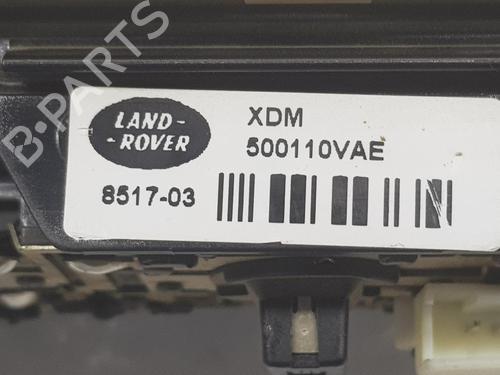 B-PARTS
LAND-
-ROVER
XDM
500110VAE
8517-03